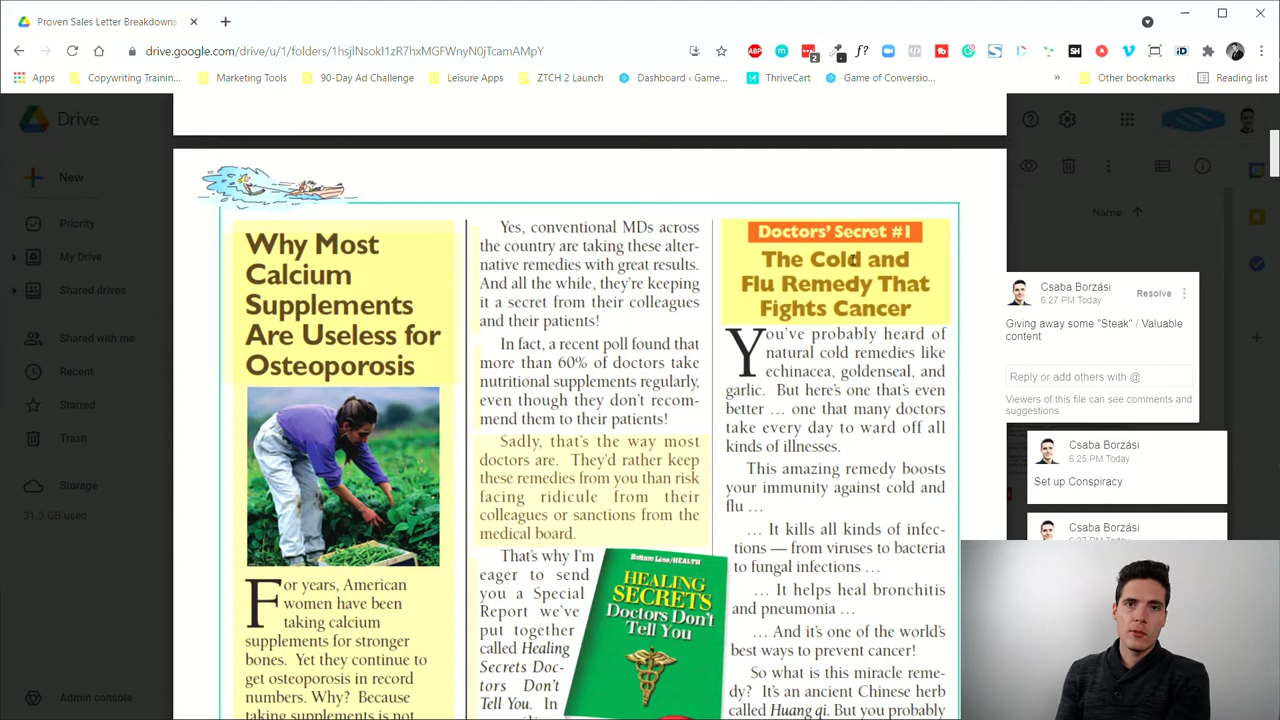 Proven Sales Letter Breakdowns
drive.google.com/drive/u/1/folders/1hsjlNsokI1zR7hxMGFWnyN0jTcamAMpY
Apps
Copywriting Trainin...
Marketing Tools
90-Day Ad Challenge
Leisure Apps
ZTCH 2 Launch
Dashboard ‹ Game...
ThriveCart
Game of Conversio...
Other bookmarks
Reading list
Drive
New
Priority
My Drive
Shared drives
Shared with me
Recent
Starred
Trash
Storage
31.3 GB used
Admin console
Name
Why Most
Calcium
Supplements
Are Useless for
Osteoporosis
For years, American
women have been
taking calcium
supplements for stronger
bones. Yet they continue to
get osteoporosis in record
numbers. Why? Because
taking supplements is not
Yes, conventional MDs across
the country are taking these alter-
native remedies with great results.
And all the while, they're keeping
it a secret from their colleagues
and their patients!
In fact, a recent poll found that
more than 60% of doctors take
nutritional supplements regularly,
even though they don't recom-
mend them to their patients!
Sadly, that's the way most
doctors are. They'd rather keep
these remedies from you than risk
facing ridicule from their
colleagues or sanctions from the
medical board.
That's why I'm
eager to send
you a Special
Report we've
put together
called Healing
Secrets Doc-
tors Don't
Tell You. In
Bottom Line/HEALTH
HEALING
SECRETS
Doctors Don't
Tell You
Doctors' Secret #1
The Cold and
Flu Remedy That
Fights Cancer
You've probably heard of
natural cold remedies like
echinacea, goldenseal, and
garlic. But here's one that's even
better ... one that many doctors
take every day to ward off all
kinds of illnesses.
This amazing remedy boosts
your immunity against cold and
flu ...
... It kills all kinds of infec-
tions — from viruses to bacteria
to fungal infections ...
... It helps heal bronchitis
and pneumonia ...
... And it's one of the world's
best ways to prevent cancer!
So what is this miracle reme-
dy? It's an ancient Chinese herb
called Huang qi. But you probably
Csaba Borzási
6:27 PM Today
Resolve
Giving away some "Steak" / Valuable
content
Reply or add others with @
Viewers of this file can see comments and
suggestions
Csaba Borzási
6:25 PM Today
Set up Conspiracy
Csaba Borzási